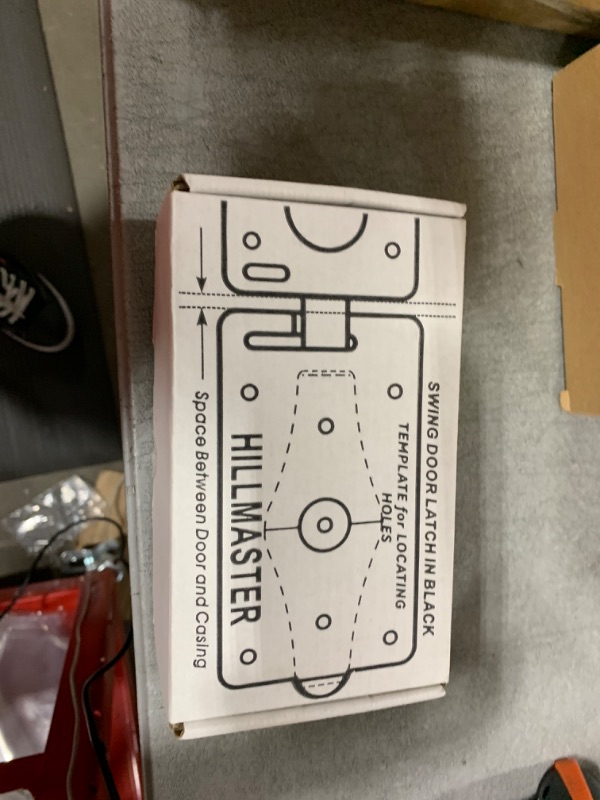 SWING DOOR LATCH IN BLACK
TEMPLATE for LOCATING
HOLES
HILLMASTER
Space Between Door and Casing